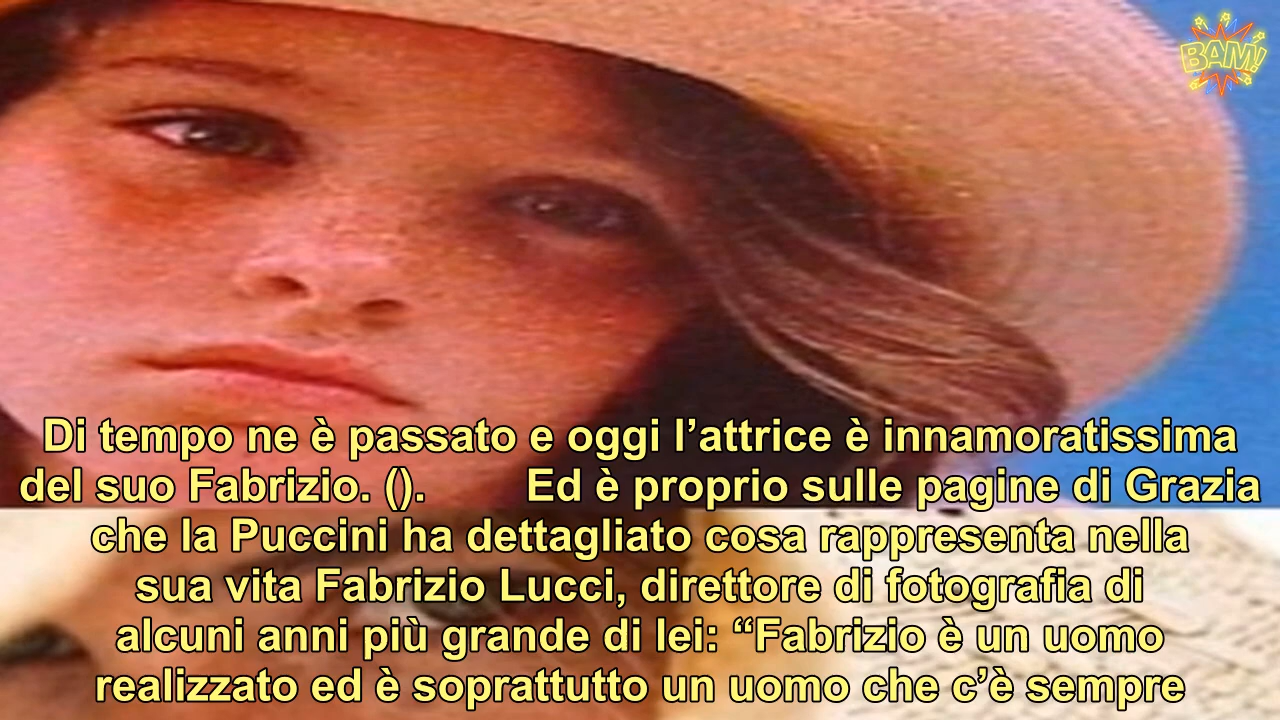 BAM!
Di tempo ne è passato e oggi l’attrice è innamoratissima
del suo Fabrizio. (). Ed è proprio sulle pagine di Grazia
che la Puccini ha dettagliato cosa rappresenta nella
sua vita Fabrizio Lucci, direttore di fotografia di
alcuni anni più grande di lei: “Fabrizio è un uomo
realizzato ed è soprattutto un uomo che c’è sempre